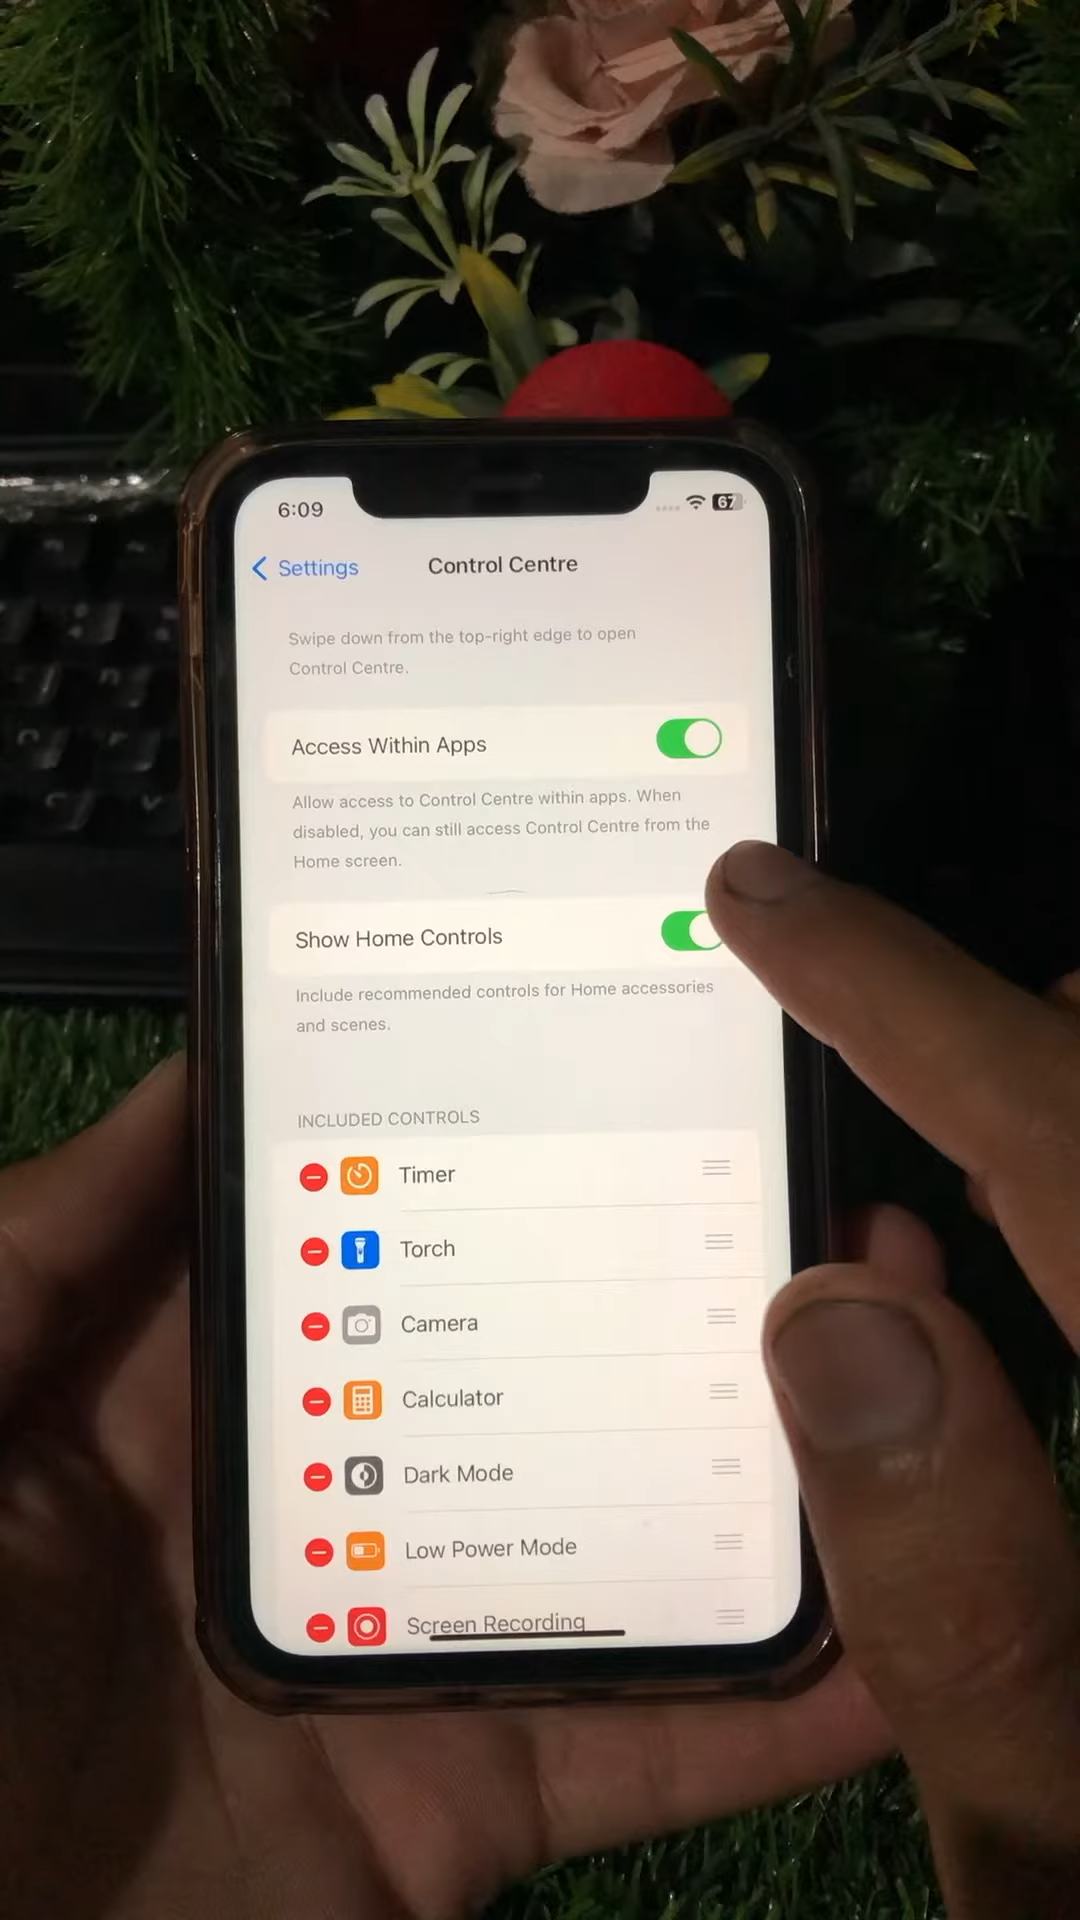 6:09
67
Settings
Control Centre
Swipe down from the top-right edge to open
Control Centre.
Access Within Apps
Allow access to Control Centre within apps. When
disabled, you can still access Control Centre from the
Home screen.
Show Home Controls
Include recommended controls for Home accessories
and scenes.
INCLUDED CONTROLS
Timer
Torch
Camera
Calculator
Dark Mode
Low Power Mode
Screen Recording